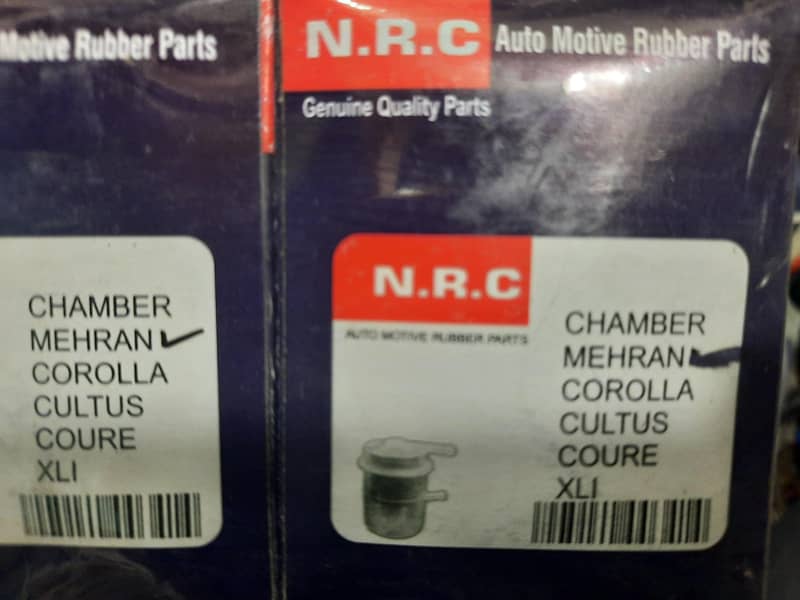 Motive Rubber Parts
CHAMBER
MEHRAN
COROLLA
CULTUS
COURE
XLI
N.R.C Auto Motive Rubber Parts
Genuine Quality Parts
N.R.C
AUTO MOTIVE RUBBER PARTS
CHAMBER
MEHRAN
COROLLA
CULTUS
COURE
XLI